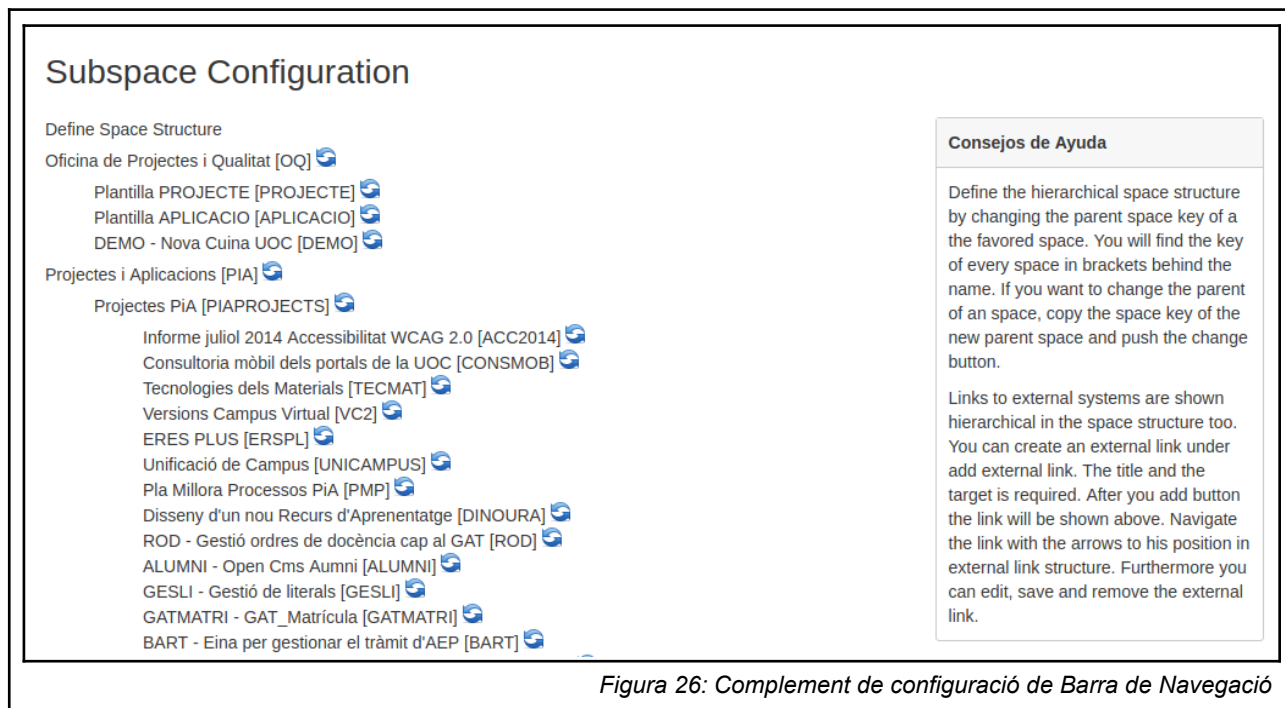 Subspace Configuration
Define Space Structure
Oficina de Projectes i Qualitat [OQ]
Plantilla PROJECTE [PROJECTE]
Plantilla APLICACIO [APLICACIO]
DEMO - Nova Cuina UOC [DEMO]
Projectes i Aplicacions [PIA]
Projectes PiA [PIAPROJECTS]
Informe juliol 2014 Accessibilitat WCAG 2.0 [ACC2014]
Consultoria mòbil dels portals de la UOC [CONSMOB]
Tecnologies dels Materials [TECMAT]
Versions Campus Virtual [VC2]
ERES PLUS [ERSPL]
Unificació de Campus [UNICAMPUS]
Pla Millora Processos PiA [PMP]
Disseny d'un nou Recurs d'Aprenentatge [DINOURA]
ROD - Gestió ordres de docència cap al GAT [ROD]
ALUMNI - Open Cms Aumni [ALUMNI]
GESLI - Gestió de literals [GESLI]
GATMATRI - GAT_Matrícula [GATMATRI]
BART - Eina per gestionar el tràmit d'AEP [BART]
Consejos de Ayuda
Define the hierarchical space structure
by changing the parent space key of a
the favored space. You will find the key
of every space in brackets behind the
name. If you want to change the parent
of an space, copy the space key of the
new parent space and push the change
button.
Links to external systems are shown
hierarchical in the space structure too.
You can create an external link under
add external link. The title and the
target is required. After you add button
the link will be shown above. Navigate
the link with the arrows to his position in
external link structure. Furthermore you
can edit, save and remove the external
link.
Figura 26: Complement de configuració de Barra de Navegació